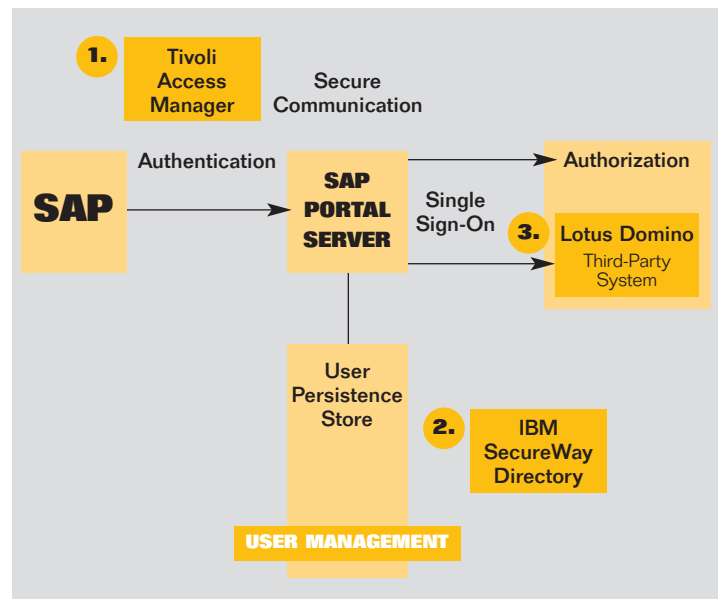 1.
Tivoli
Access
Manager
Secure
Communication
SAP
Authentication
SAP
PORTAL
SERVER
Single
Sign-On
Authorization
3.
Lotus Domino
Third-Party
System
User
Persistence
Store
2.
IBM
SecureWay
Directory
USER MANAGEMENT